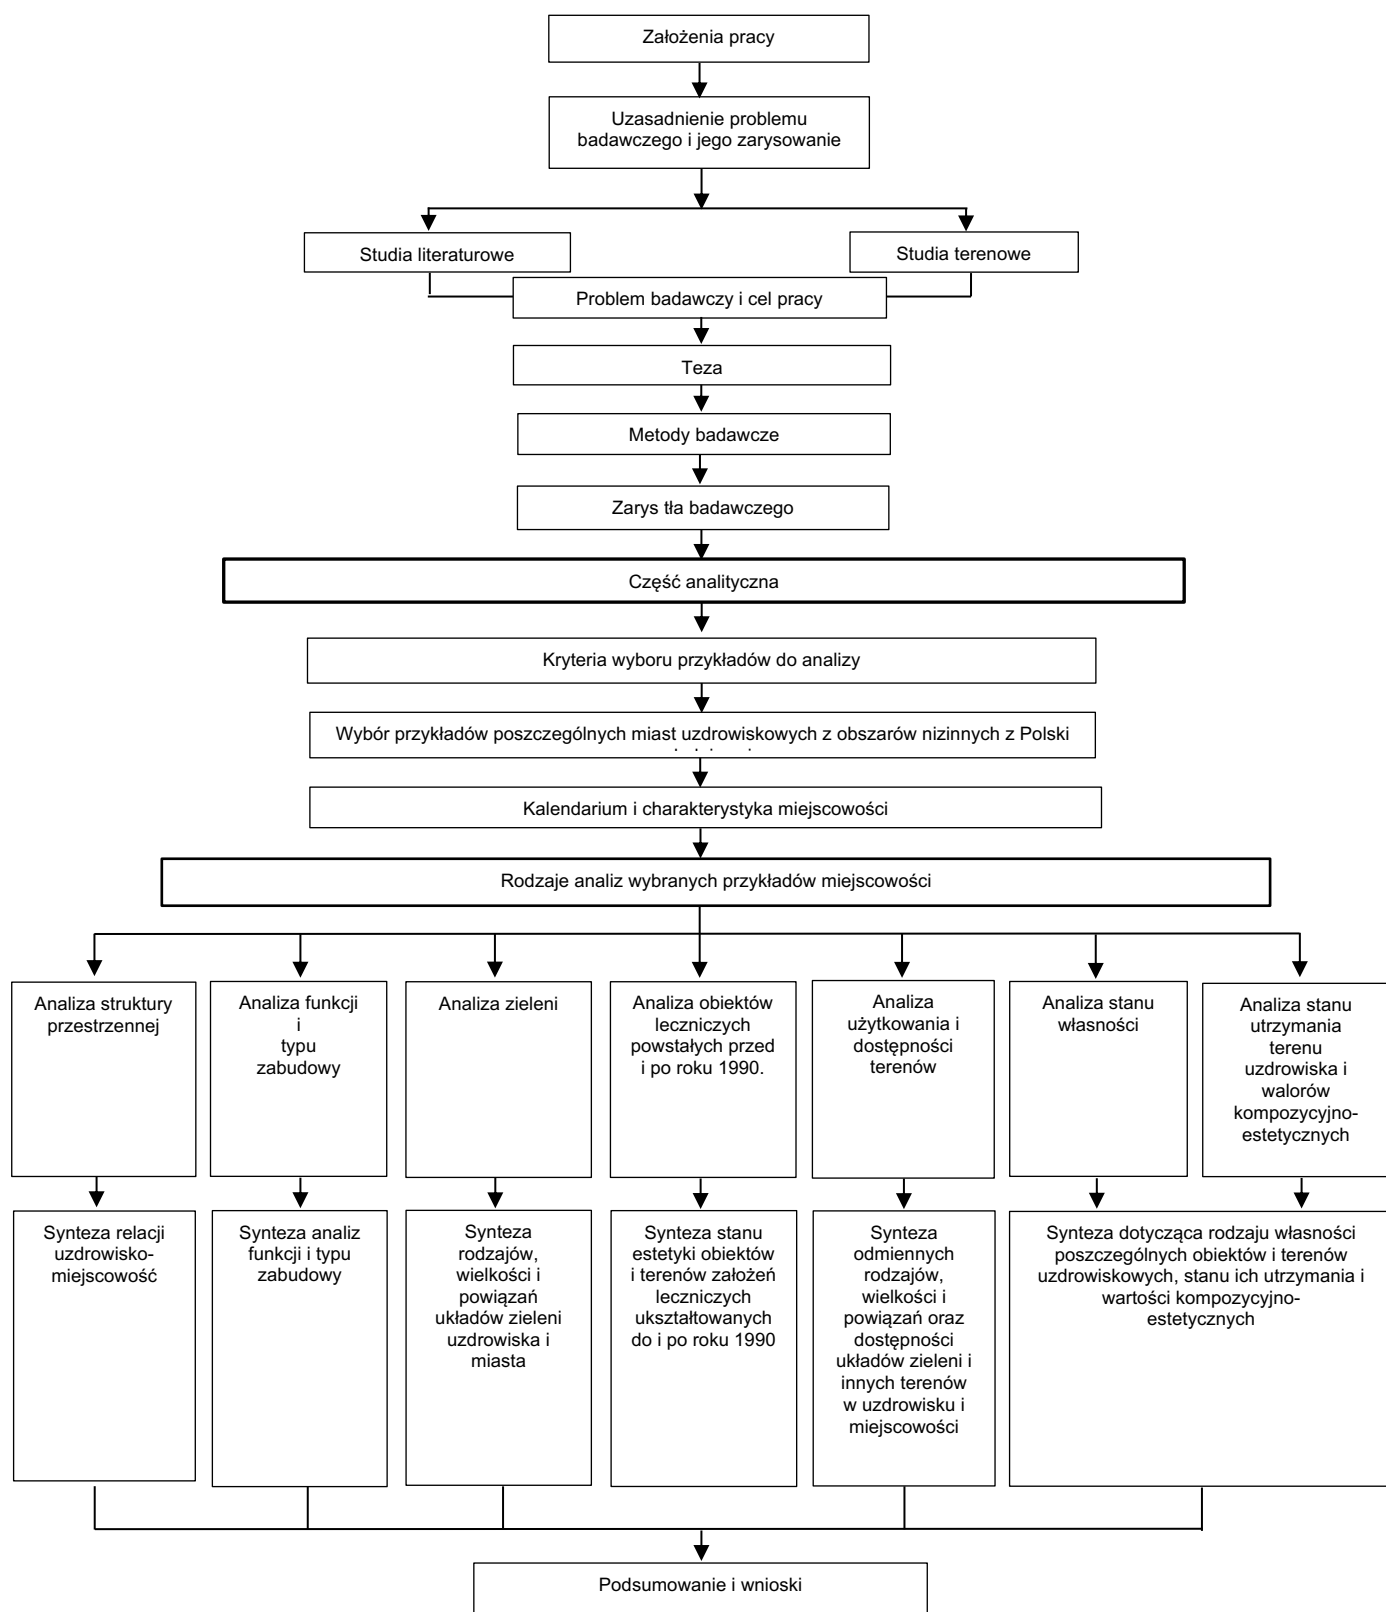 Założenia pracy
Uzasadnienie problemu
badawczego i jego zarysowanie
Studia literaturowe
Studia terenowe
Problem badawczy i cel pracy
Teza
Metody badawcze
Zarys tła badawczego
Część analityczna
Kryteria wyboru przykładów do analizy
Wybór przykładów poszczególnych miast uzdrowiskowych z obszarów nizinnych z Polski
Kalendarium i charakterystyka miejscowości
Rodzaje analiz wybranych przykładów miejscowości
Analiza struktury
przestrzennej
Analiza funkcji
i
typu
zabudowy
Analiza zieleni
Analiza obiektów
leczniczych
powstałych przed
i po roku 1990.
Analiza
użytkowania i
dostępności
terenów
Analiza stanu
własności
Analiza stanu
utrzymania
terenu
uzdrowiska i
walorów
kompozycyjno-
estetycznych
Synteza relacji
uzdrowisko-
miejscowość
Synteza analiz
funkcji i typu
zabudowy
Synteza
rodzajów,
wielkości i
powiązań
układów zieleni
uzdrowiska i
miasta
Synteza stanu
estetyki obiektów
i terenów założeń
leczniczych
ukształtowanych
do i po roku 1990
Synteza
odmiennych
rodzajów,
wielkości i
powiązań oraz
dostępności
układów zieleni i
innych terenów
w uzdrowisku i
miejscowości
Synteza dotycząca rodzaju własności
poszczególnych obiektów i terenów
uzdrowiskowych, stanu ich utrzymania i
wartości kompozycyjno-
estetycznych
Podsumowanie i wnioski